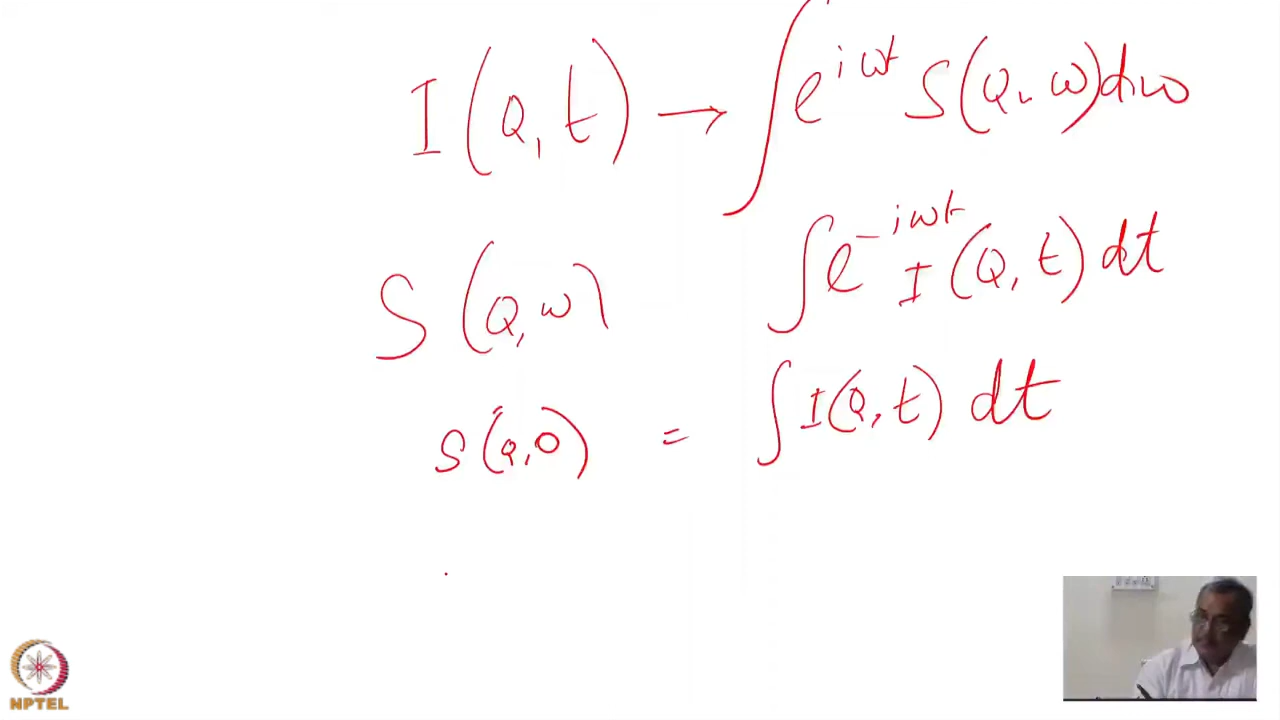 I(Q, t) → ∫ e^{iωt} S(Q, ω) dω
S(Q, ω) ∫ e^{-iωt} I(Q, t) dt
S(Q, 0) = ∫ I(Q, t) dt
NPTEL